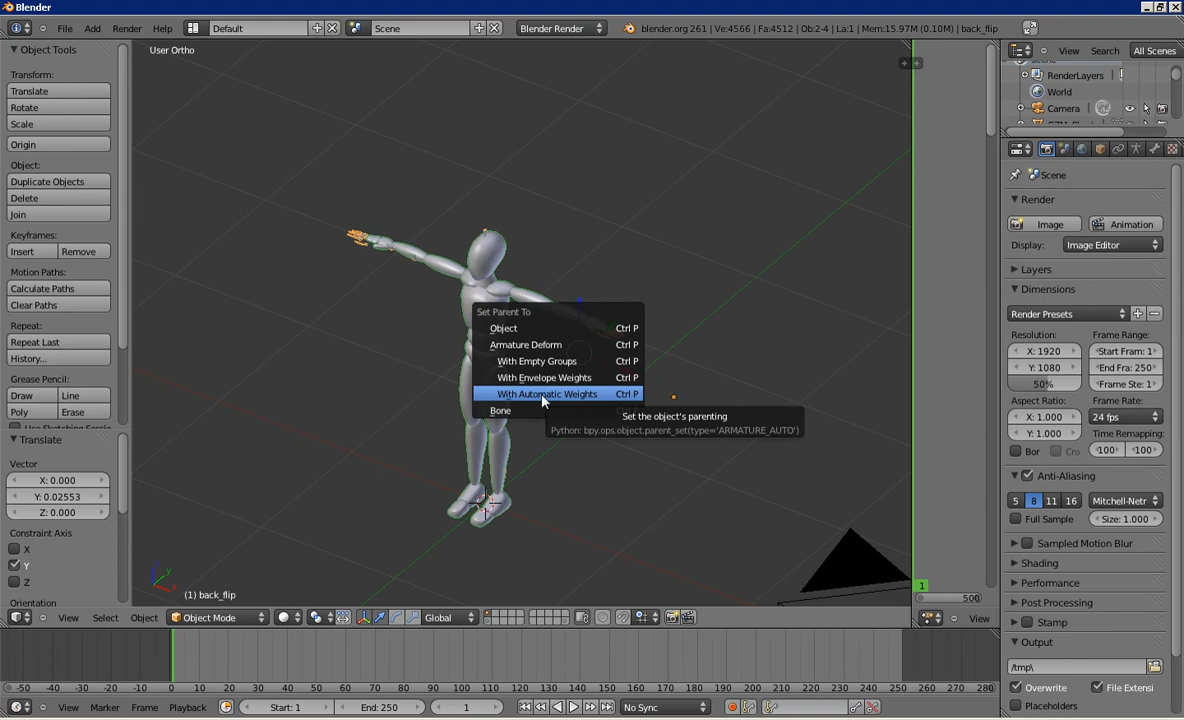 Blender
File
Add
Render
Help
Default
Scene
Blender Render
blender.org 261 | Ve:4566 | Fa:4512 | Ob:2-4 | La:1 | Mem:15.97M (0.10M) | back_flip
Object Tools
Transform:
Translate
Rotate
Scale
Origin
Object:
Duplicate Objects
Delete
Join
Keyframes:
Insert
Remove
Motion Paths:
Calculate Paths
Clear Paths
Repeat:
Repeat Last
History...
Grease Pencil:
Draw
Line
Poly
Erase
Translate
Vector
X: 0.000
Y: 0.02553
Z: 0.000
Constraint Axis
X
Y
Z
Orientation
User Ortho
Set Parent To
Object Ctrl P
Armature Deform Ctrl P
With Empty Groups Ctrl P
With Envelope Weights Ctrl P
With Automatic Weights Ctrl P
Bone
Set the object's parenting
Python: bpy.ops.object.parent_set(type='ARMATURE_AUTO')
(1) back_flip
View
Select
Object
Object Mode
Global
1
500
View
-50 -40 -30 -20 -10 0 10 20 30 40 50 60 70 80 90 100 110 120 130 140 150 160 170 180 190 200 210 220 230 240 250 260 270 280
View
Marker
Frame
Playback
Start: 1
End: 250
1
No Sync
View
Search
All Scenes
RenderLayers
World
Camera
Scene
Render
Image
Animation
Display:
Image Editor
Layers
Dimensions
Render Presets
Resolution:
Frame Range:
X: 1920
Start Fram: 1
Y: 1080
End Fra: 250
50%
Frame Ste: 1
Aspect Ratio:
Frame Rate:
X: 1.000
24 fps
Y: 1.000
Time Remapping:
Bor
Cro
100
100
Anti-Aliasing
5
8
11
16
Mitchell-Netr
Full Sample
Size: 1.000
Sampled Motion Blur
Shading
Performance
Post Processing
Stamp
Output
/tmp\
Overwrite
File Extensi
Placeholders